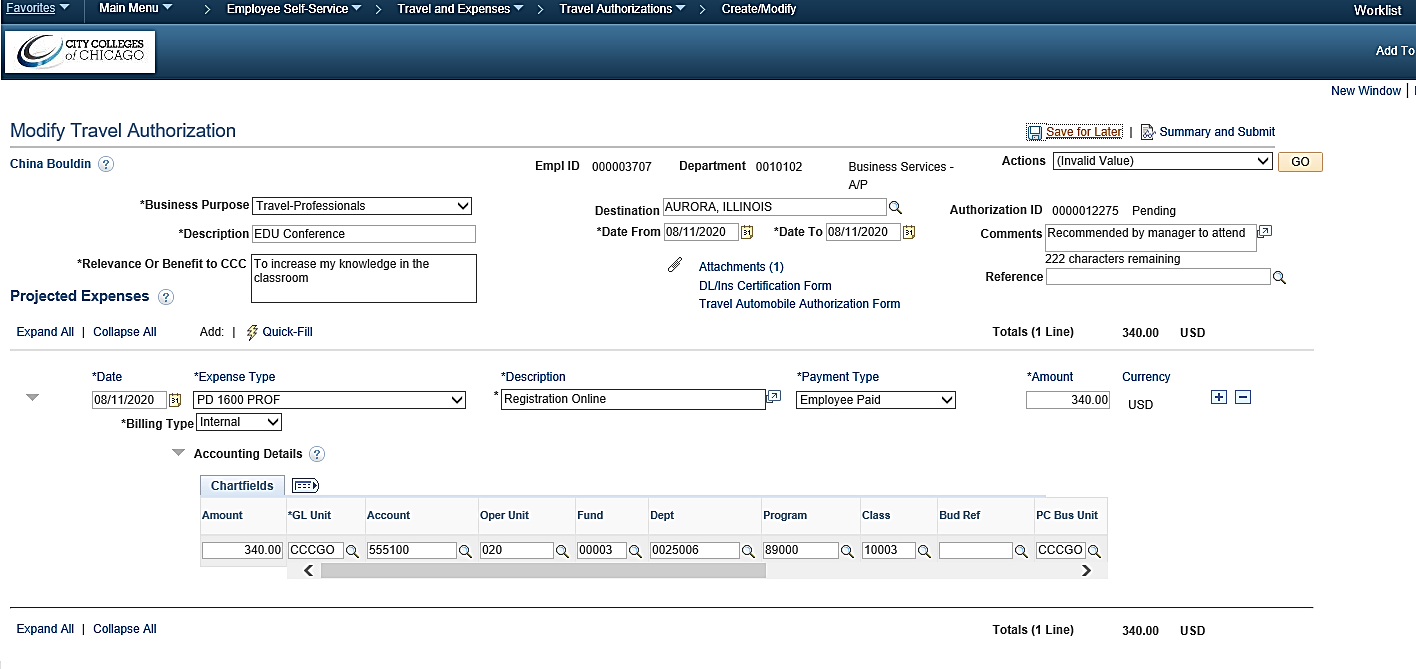 Favorites Main Menu > Employee Self-Service > Travel and Expenses > Travel Authorizations > Create/Modify Worklist
CITY COLLEGES
of CHICAGO
Add To
New Window |
Modify Travel Authorization Save for Later | Summary and Submit
China Bouldin ? Empl ID 000003707 Department 0010102 Business Services - A/P Actions (Invalid Value) GO
*Business Purpose Travel-Professionals Destination AURORA, ILLINOIS Authorization ID 0000012275 Pending
*Description EDU Conference *Date From 08/11/2020 *Date To 08/11/2020 Comments Recommended by manager to attend
222 characters remaining
*Relevance Or Benefit to CCC To increase my knowledge in the
classroom
Attachments (1)
DL/Ins Certification Form
Travel Automobile Authorization Form
Reference
Projected Expenses ?
Expand All | Collapse All Add: | Quick-Fill Totals (1 Line) 340.00 USD
*Date *Expense Type *Description *Payment Type *Amount Currency
08/11/2020 PD 1600 PROF * Registration Online Employee Paid 340.00 USD
*Billing Type Internal
Accounting Details ?
Chartfields
Amount *GL Unit Account Oper Unit Fund Dept Program Class Bud Ref PC Bus Unit
340.00 CCCGO 555100 020 00003 0025006 89000 10003 CCCGO
Expand All | Collapse All Totals (1 Line) 340.00 USD